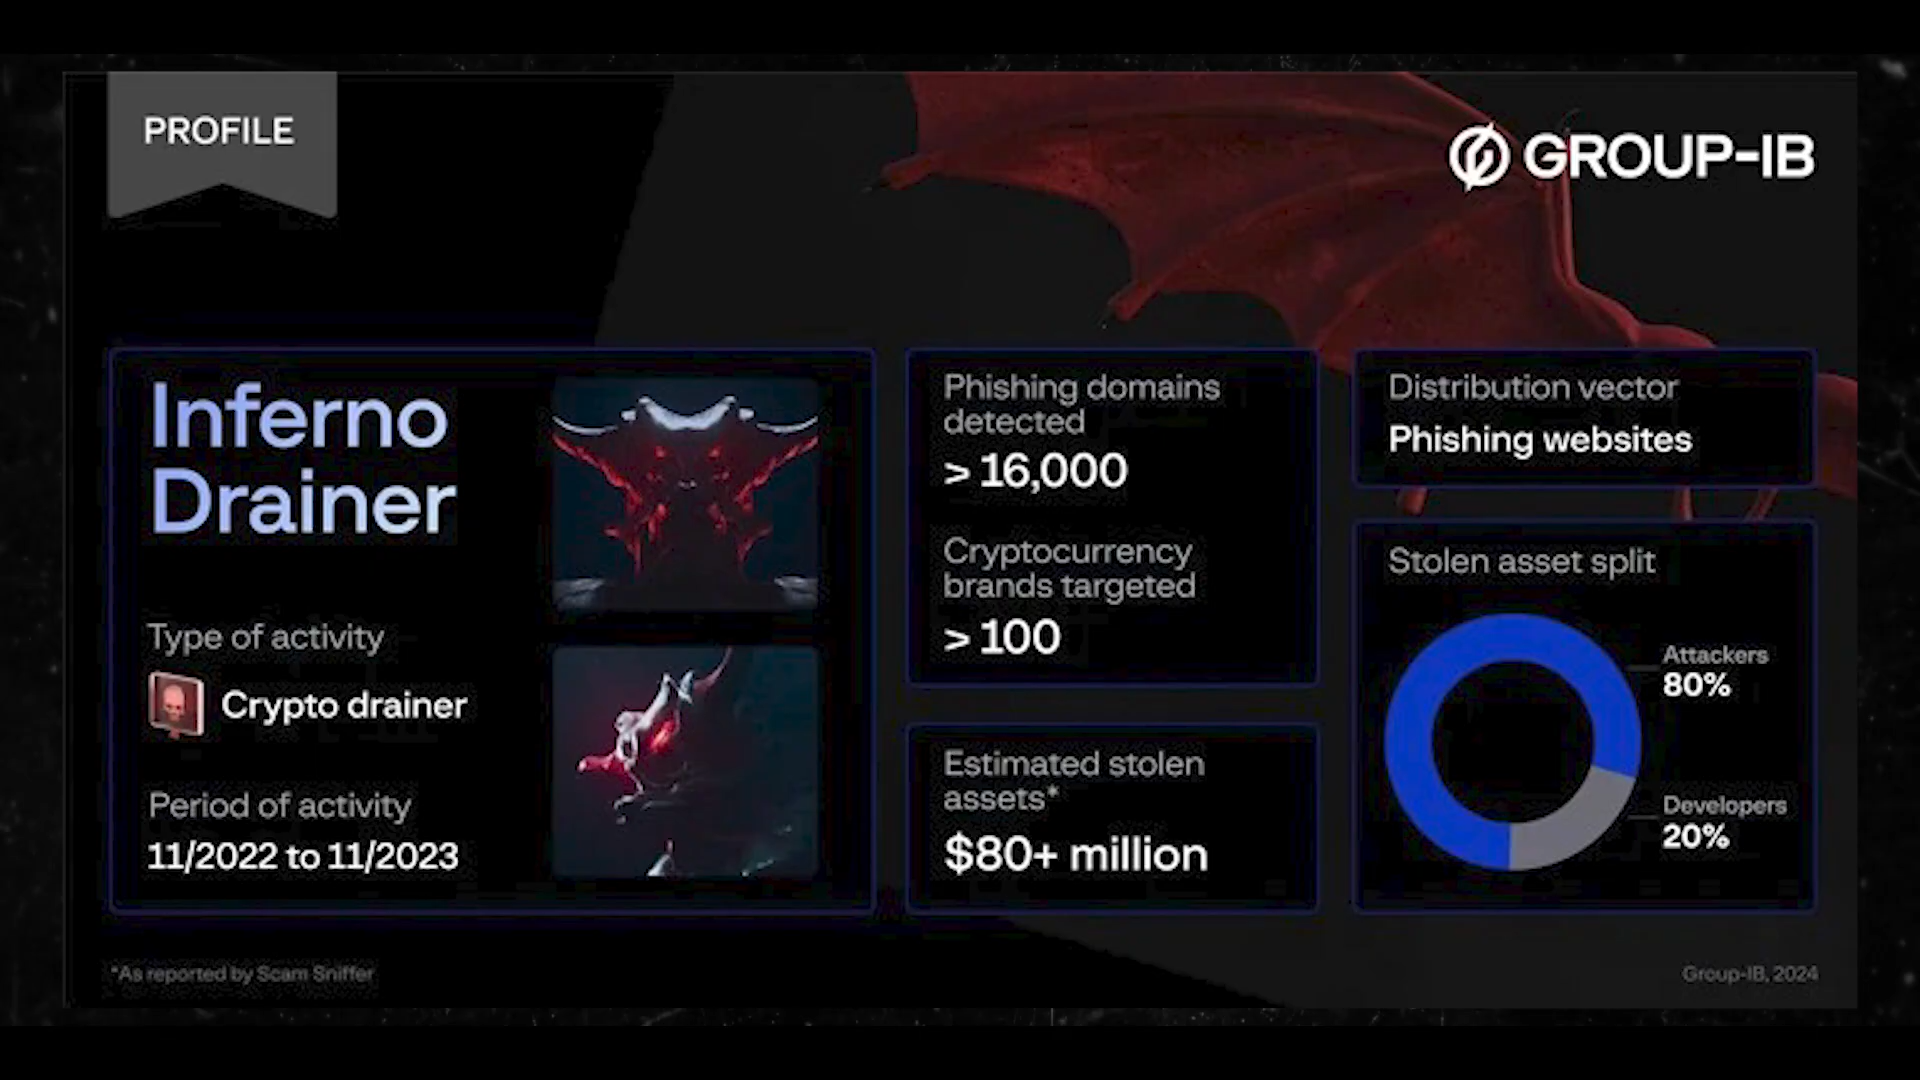 PROFILE
GROUP-IB
Inferno
Drainer
Type of activity
Crypto drainer
Period of activity
11/2022 to 11/2023
Phishing domains
detected
> 16,000
Cryptocurrency
brands targeted
> 100
Estimated stolen
assets*
$80+ million
Distribution vector
Phishing websites
Stolen asset split
Attackers
80%
Developers
20%
*As reported by Scam Sniffer
Group-IB, 2024